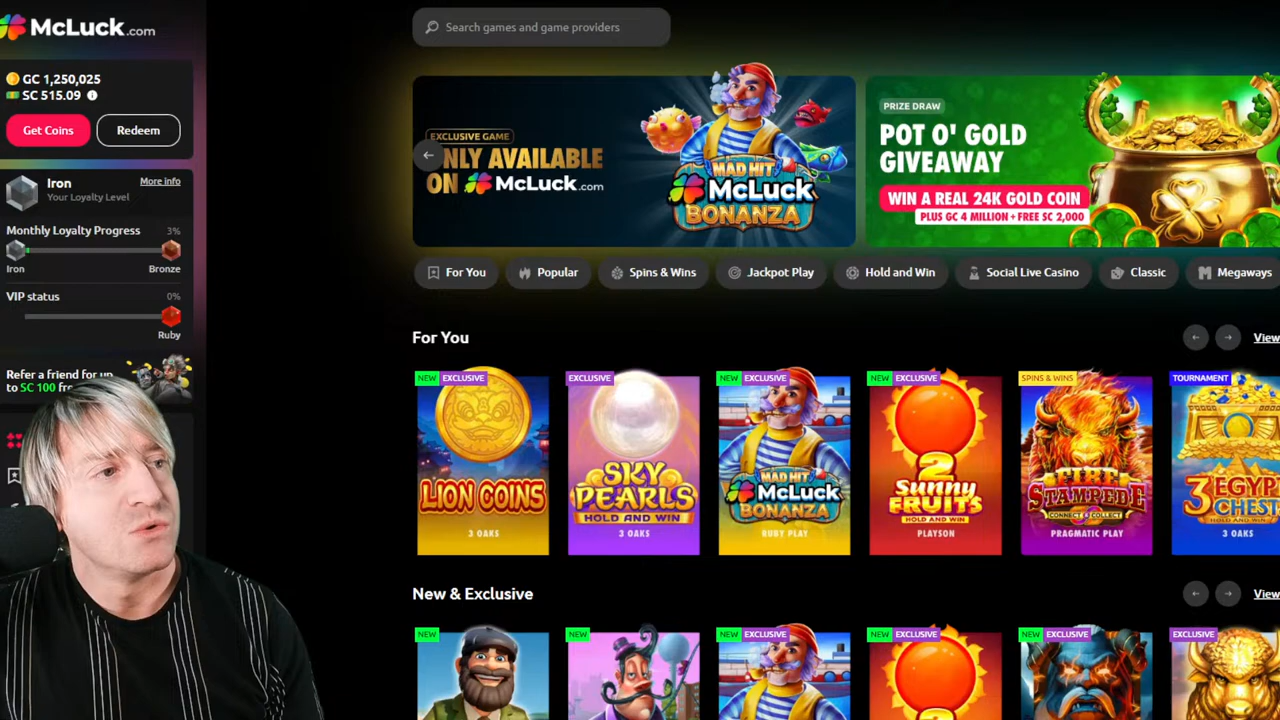 McLuck.com
GC 1,250,025
SC 515.09
Get Coins
Redeem
Iron
More info
Your Loyalty Level
Monthly Loyalty Progress
3%
Iron
Bronze
VIP status
0%
Ruby
Refer a friend for up
to SC 100
Search games and game providers
EXCLUSIVE GAME
NLY AVAILABLE
ON McLuck.com
MAD HIT
McLuck
BONANZA
PRIZE DRAW
POT O' GOLD
GIVEAWAY
WIN A REAL 24K GOLD COIN
PLUS GC 4 MILLION + FREE SC 2,000
For You
Popular
Spins & Wins
Jackpot Play
Hold and Win
Social Live Casino
Classic
Megaways
For You
View
NEW EXCLUSIVE
LION COINS
3 OAKS
EXCLUSIVE
SKY
PEARLS
HOLD AND WIN
3 OAKS
NEW EXCLUSIVE
MAD HIT
McLuck
BONANZA
RUBY PLAY
NEW EXCLUSIVE
2
Sunny
FRUITS
HOLD AND WIN
PLAYSON
SPINS & WINS
FIRE
STAMPEDE
CONNECT & COLLECT
PRAGMATIC PLAY
TOURNAMENT
3 EGYPT
CHEST
HOLD AND WIN
3 OAKS
New & Exclusive
View
NEW
NEW
NEW EXCLUSIVE
NEW EXCLUSIVE
NEW EXCLUSIVE
EXCLUSIVE